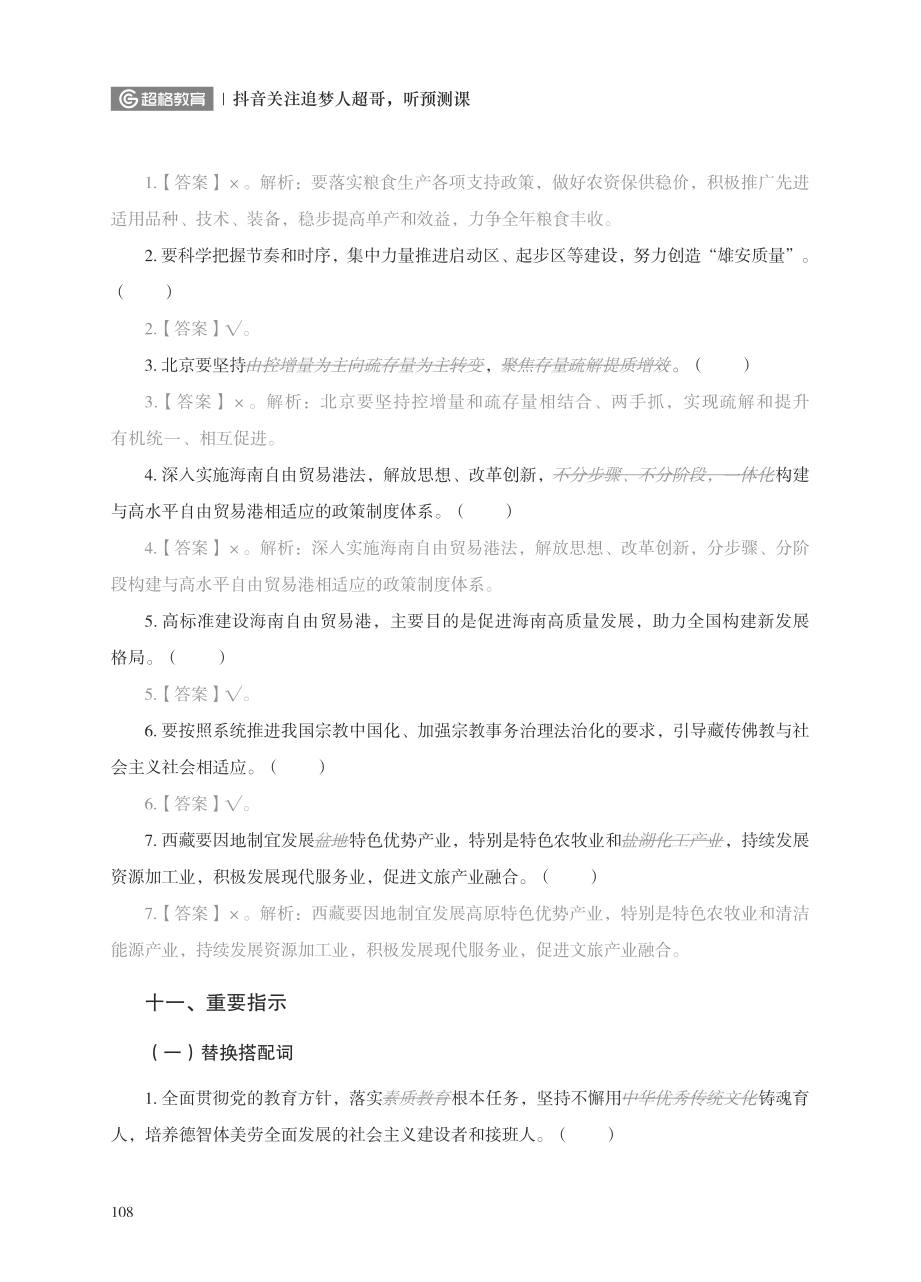 超格教育 | 抖音关注追梦人超哥，听预测课
1.【答案】×。解析：要落实粮食生产各项支持政策，做好农资保供稳价，积极推广先进
适用品种、技术、装备，稳步提高单产和效益，力争全年粮食丰收。
2. 要科学把握节奏和时序，集中力量推进启动区、起步区等建设，努力创造“雄安质量”。
（　　）
2.【答案】√。
3. 北京要坚持由控增量为主向疏存量为主转变，聚焦存量疏解提质增效。（　　）
3.【答案】×。解析：北京要坚持控增量和疏存量相结合、两手抓，实现疏解和提升
有机统一、相互促进。
4. 深入实施海南自由贸易港法，解放思想、改革创新，不分步骤、不分阶段，一体化构建
与高水平自由贸易港相适应的政策制度体系。（　　）
4.【答案】×。解析：深入实施海南自由贸易港法，解放思想、改革创新，分步骤、分阶
段构建与高水平自由贸易港相适应的政策制度体系。
5. 高标准建设海南自由贸易港，主要目的是促进海南高质量发展，助力全国构建新发展
格局。（　　）
5.【答案】√。
6. 要按照系统推进我国宗教中国化、加强宗教事务治理法治化的要求，引导藏传佛教与社
会主义社会相适应。（　　）
6.【答案】√。
7. 西藏要因地制宜发展盆地特色优势产业，特别是特色农牧业和盐湖化工产业，持续发展
资源加工业，积极发展现代服务业，促进文旅产业融合。（　　）
7.【答案】×。解析：西藏要因地制宜发展高原特色优势产业，特别是特色农牧业和清洁
能源产业，持续发展资源加工业，积极发展现代服务业，促进文旅产业融合。
十一、重要指示
（一）替换搭配词
1. 全面贯彻党的教育方针，落实素质教育根本任务，坚持不懈用中华优秀传统文化铸魂育
人，培养德智体美劳全面发展的社会主义建设者和接班人。（　　）
108